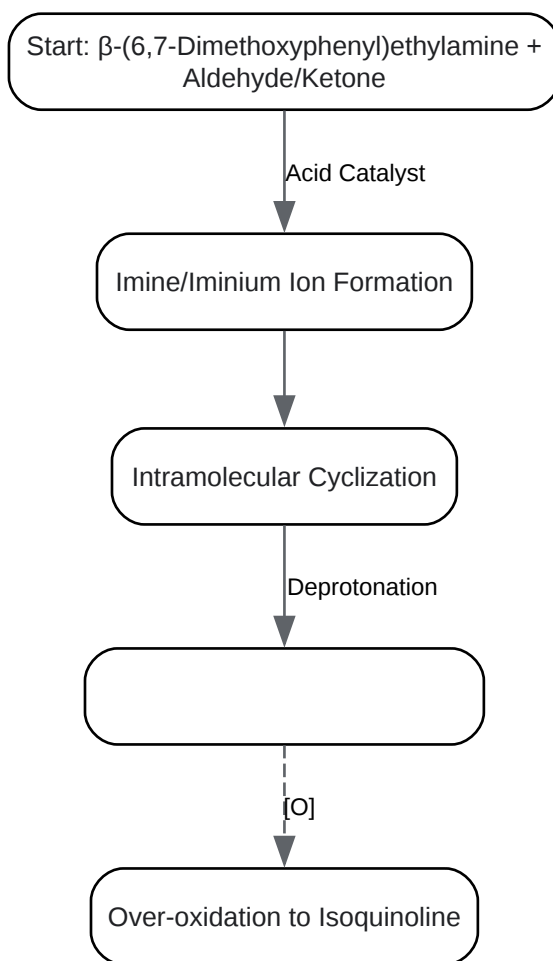 Start: β-(6,7-Dimethoxyphenyl)ethylamine +
Aldehyde/Ketone
Acid Catalyst
Imine/Iminium Ion Formation
Intramolecular Cyclization
Deprotonation
[O]
Over-oxidation to Isoquinoline